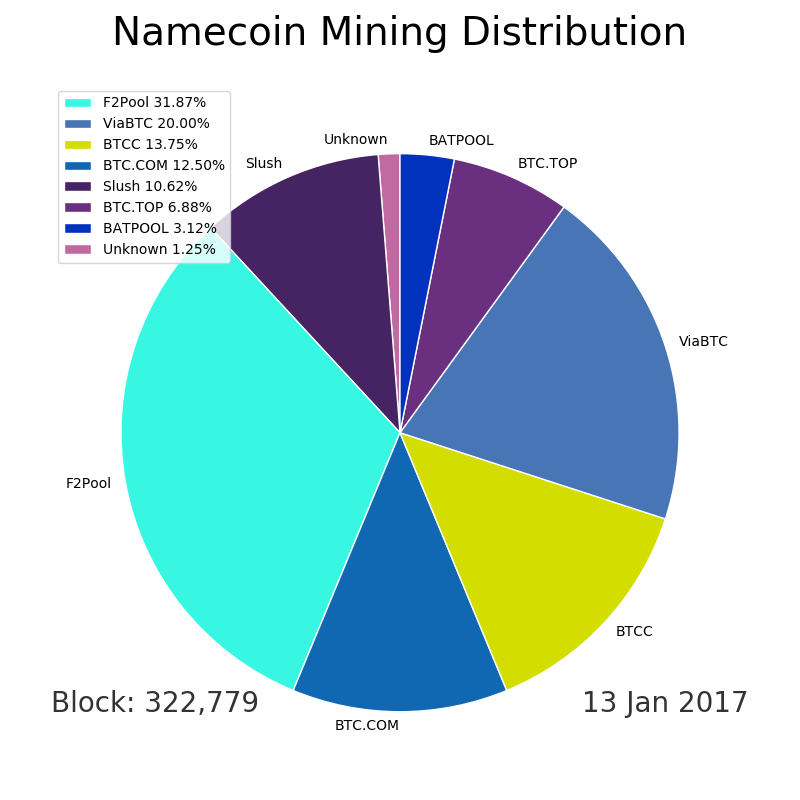 Namecoin Mining Distribution
F2Pool 31.87%
ViaBTC 20.00%
BTCC 13.75%
BTC.COM 12.50%
Slush 10.62%
BTC.TOP 6.88%
BATPOOL 3.12%
Unknown 1.25%
Unknown
BATPOOL
Slush
BTC.TOP
ViaBTC
F2Pool
BTCC
BTC.COM
Block: 322,779
13 Jan 2017